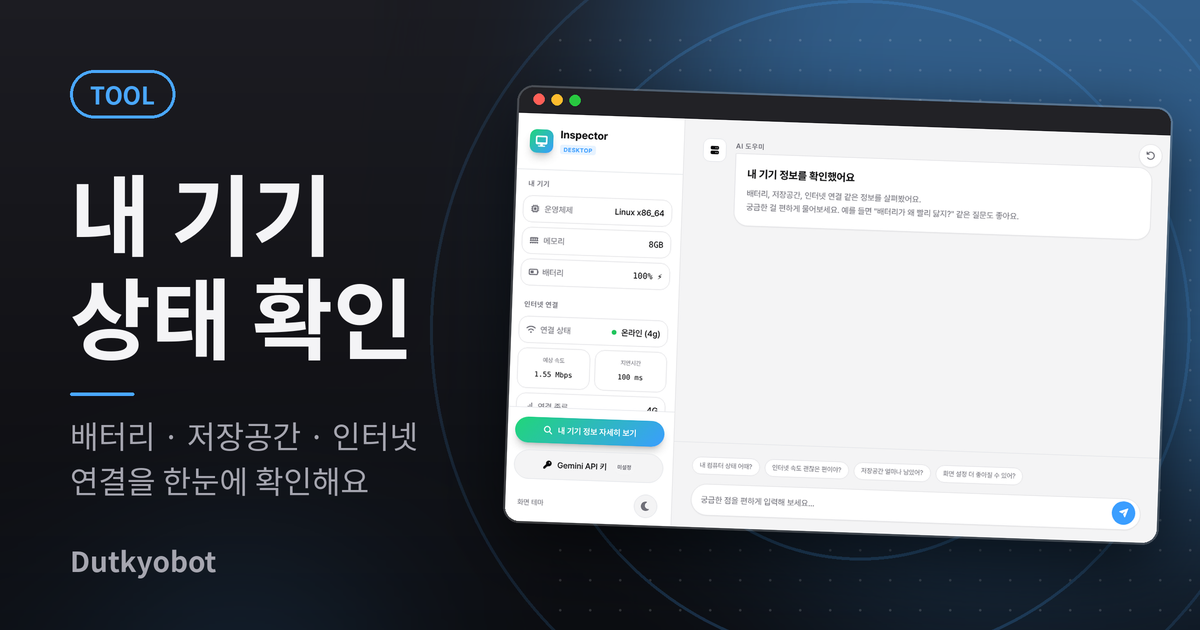 TOOL
내 기기
상태 확인
배터리 · 저장공간 · 인터넷
연결을 한눈에 확인해요
Dutkyobot
Inspector
DESKTOP
내 기기
운영체제 Linux x86_64
메모리 8GB
배터리 100% ⚡
인터넷 연결
연결 상태 온라인 (4g)
예상 속도 지연시간
1.55 Mbps 100 ms
연결 종류 4G
내 기기 정보 자세히 보기
Gemini API 키 미설정
화면 테마
AI 도우미
내 기기 정보를 확인했어요
배터리, 저장공간, 인터넷 연결 같은 정보를 살펴봤어요.
궁금한 걸 편하게 물어보세요. 예를 들면 "배터리가 왜 빨리 닳지?" 같은 질문도 좋아요.
내 컴퓨터 상태 어때? 인터넷 속도 괜찮은 편이야? 저장공간 얼마나 남았어? 화면 설정 더 좋아질 수 있어?
궁금한 점을 편하게 입력해 보세요...